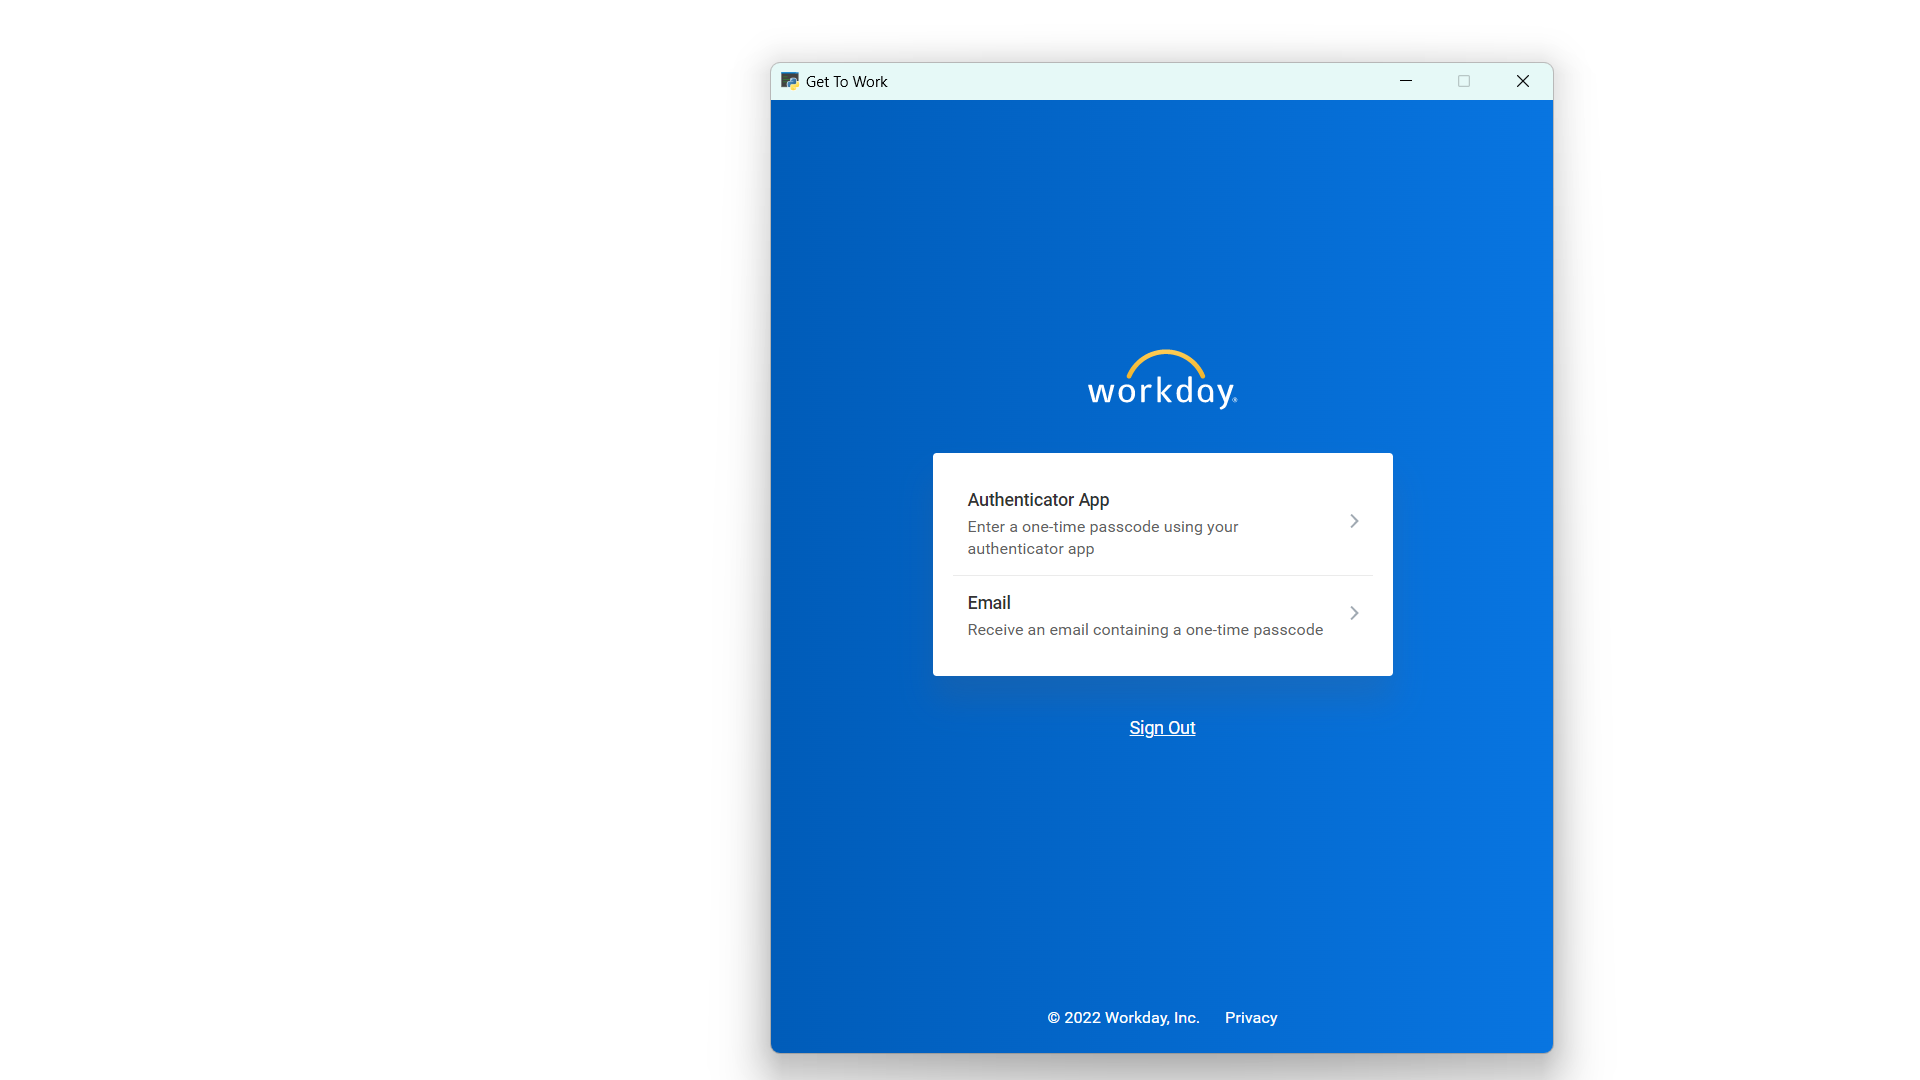 Get To Work
workday®
Authenticator App
Enter a one-time passcode using your
authenticator app
Email
Receive an email containing a one-time passcode
Sign Out
© 2022 Workday, Inc. Privacy